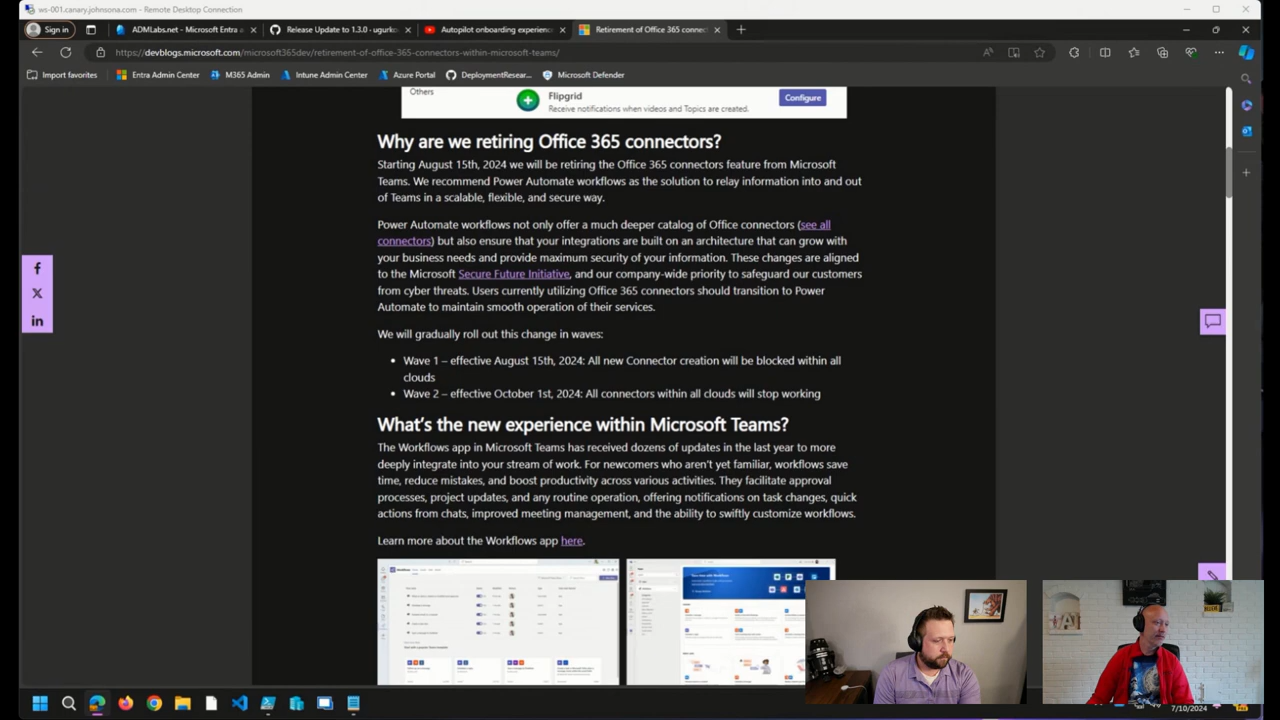 ws-001.canary.johnsona.com - Remote Desktop Connection
Sign in
ADMLabs.net - Microsoft Entra a
Release Update to 1.3.0 - ugurk
Autopilot onboarding experience
Retirement of Office 365 connec
https://devblogs.microsoft.com/microsoft365dev/retirement-of-office-365-connectors-within-microsoft-teams/
Import favorites
Entra Admin Center
M365 Admin
Intune Admin Center
Azure Portal
DeploymentResear...
Microsoft Defender
Others
Flipgrid
Receive notifications when videos and Topics are created.
Configure
Why are we retiring Office 365 connectors?
Starting August 15th, 2024 we will be retiring the Office 365 connectors feature from Microsoft
Teams. We recommend Power Automate workflows as the solution to relay information into and out
of Teams in a scalable, flexible, and secure way.
Power Automate workflows not only offer a much deeper catalog of Office connectors (see all
connectors) but also ensure that your integrations are built on an architecture that can grow with
your business needs and provide maximum security of your information. These changes are aligned
to the Microsoft Secure Future Initiative, and our company-wide priority to safeguard our customers
from cyber threats. Users currently utilizing Office 365 connectors should transition to Power
Automate to maintain smooth operation of their services.
We will gradually roll out this change in waves:
• Wave 1 – effective August 15th, 2024: All new Connector creation will be blocked within all
clouds
• Wave 2 – effective October 1st, 2024: All connectors within all clouds will stop working
What's the new experience within Microsoft Teams?
The Workflows app in Microsoft Teams has received dozens of updates in the last year to more
deeply integrate into your stream of work. For newcomers who aren't yet familiar, workflows save
time, reduce mistakes, and boost productivity across various activities. They facilitate approval
processes, project updates, and any routine operation, offering notifications on task changes, quick
actions from chats, improved meeting management, and the ability to swiftly customize workflows.
Learn more about the Workflows app here.
7/10/2024